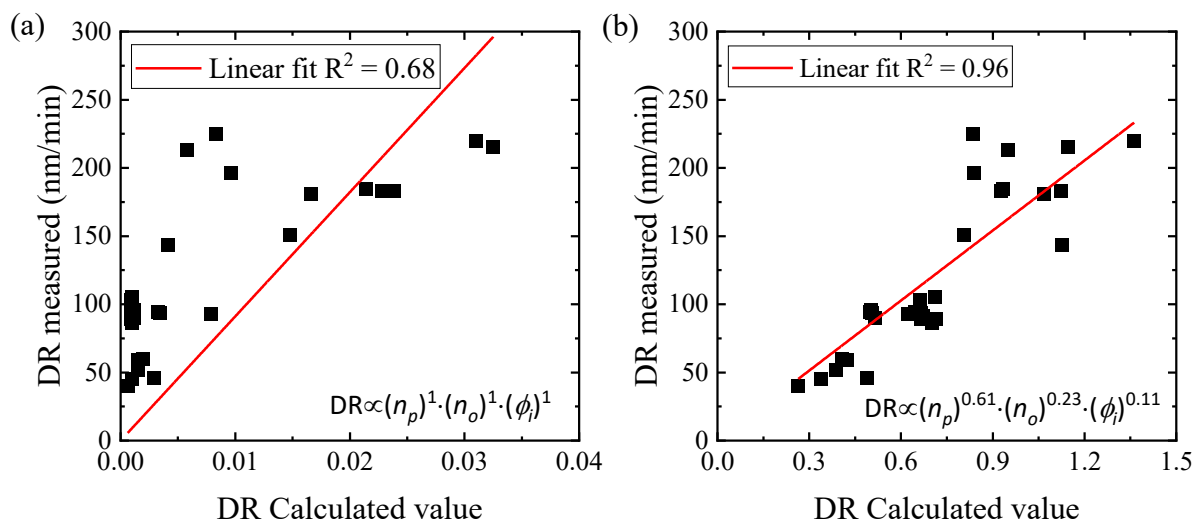 (a)
Linear fit R² = 0.68
300
250
200
150
100
50
0
DR measured (nm/min)
DR∝(nₚ)¹·(nₒ)¹·(ϕᵢ)¹
0.00 0.01 0.02 0.03 0.04
DR Calculated value
(b)
Linear fit R² = 0.96
300
250
200
150
100
50
0
DR measured (nm/min)
DR∝(nₚ)⁰·⁶¹·(nₒ)⁰·²³·(ϕᵢ)⁰·¹¹
0.0 0.3 0.6 0.9 1.2 1.5
DR Calculated value